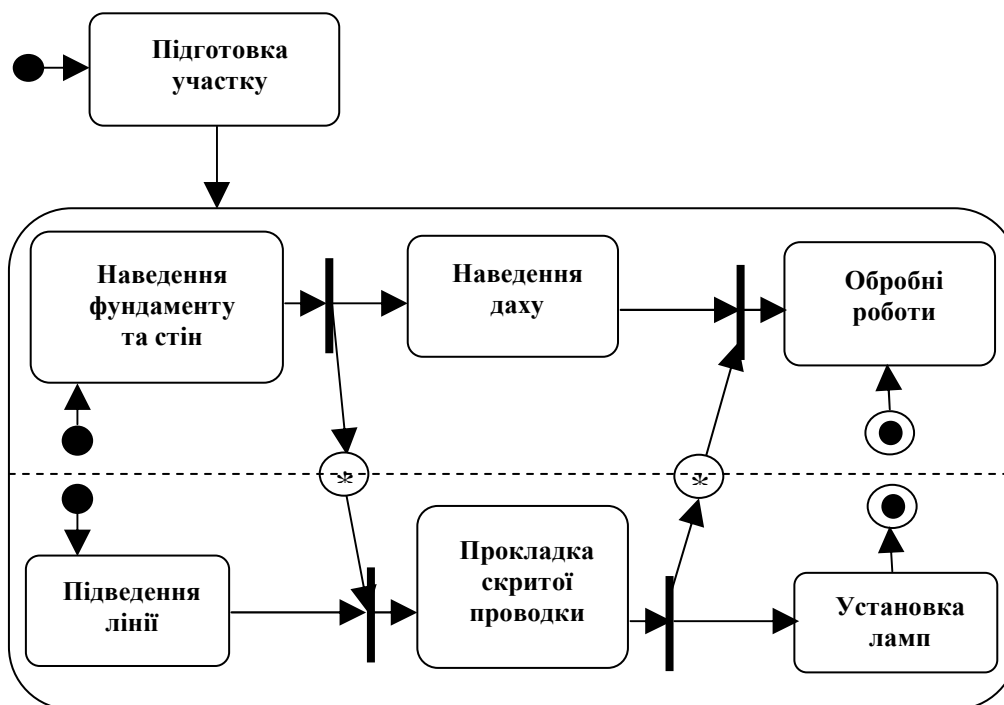 Підготовка
участку
Наведення
фундаменту
та стін
Наведення
даху
Обробні
роботи
*
*
Підведення
лінії
Прокладка
скритої
проводки
Установка
ламп